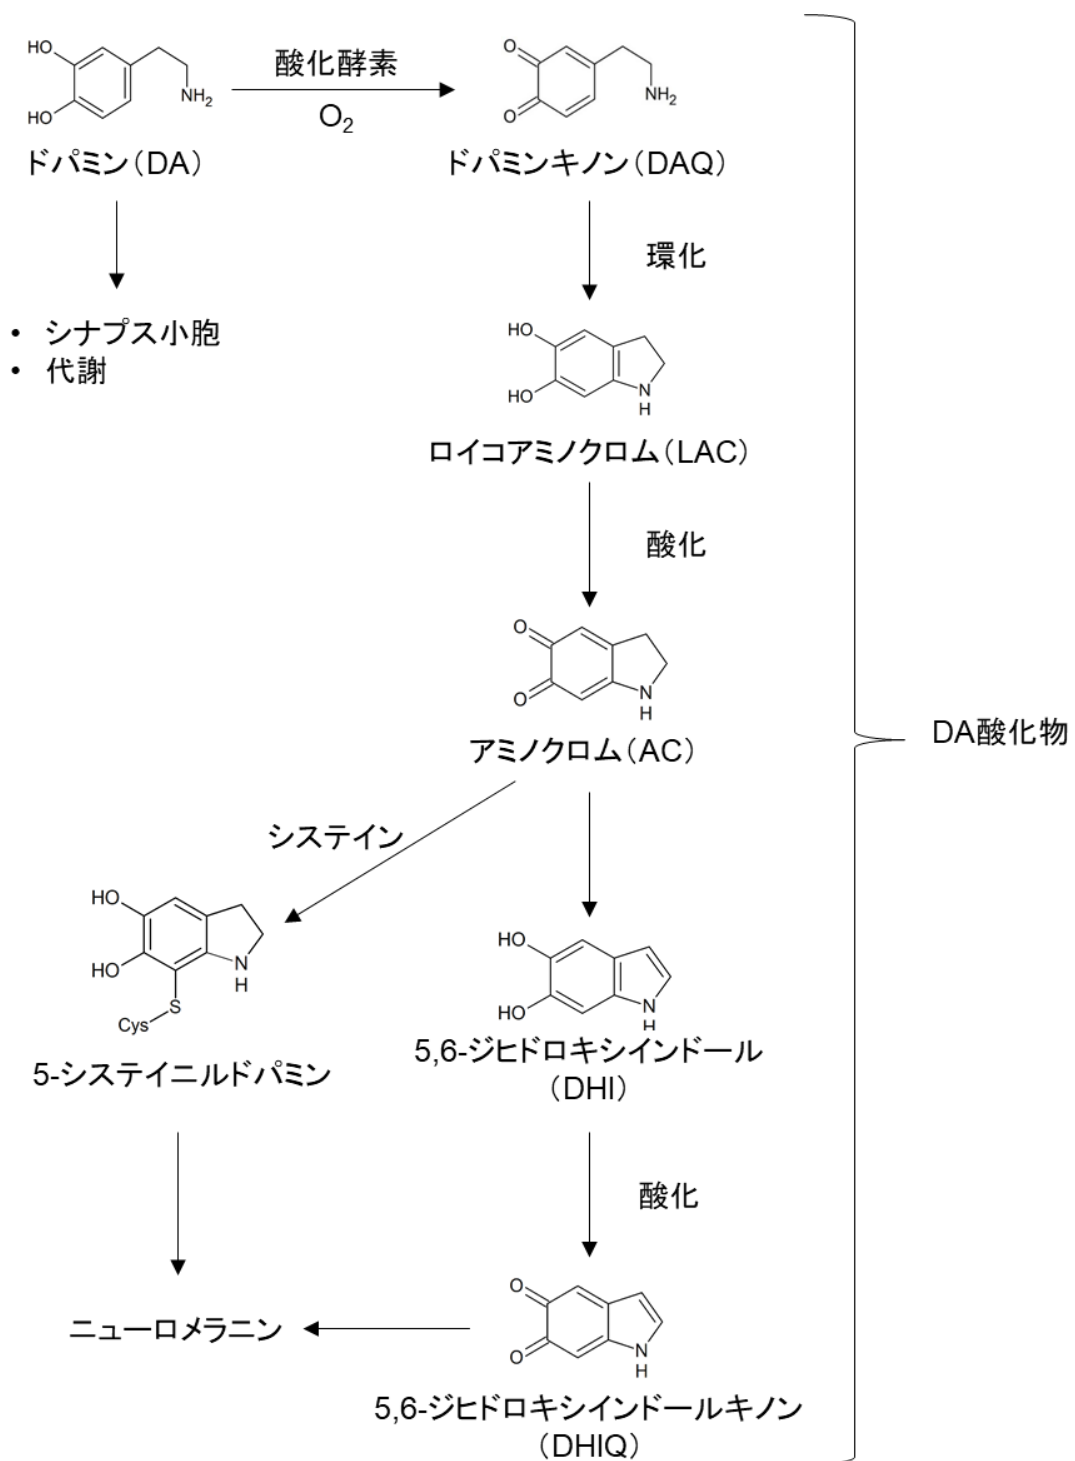 HO
HO
NH2
酸化酵素
O2
O
O
NH2
ドパミン（DA）
ドパミンキノン（DAQ）
環化
• シナプス小胞
• 代謝
HO
HO
N
H
ロイコアミノクロム（LAC）
酸化
O
O
N
H
アミノクロム（AC）
DA酸化物
システイン
HO
HO
N
H
S
Cys
5-システイニルドパミン
HO
HO
N
H
5,6-ジヒドロキシインドール
（DHI）
酸化
O
O
N
H
ニューロメラニン
5,6-ジヒドロキシインドールキノン
（DHIQ）